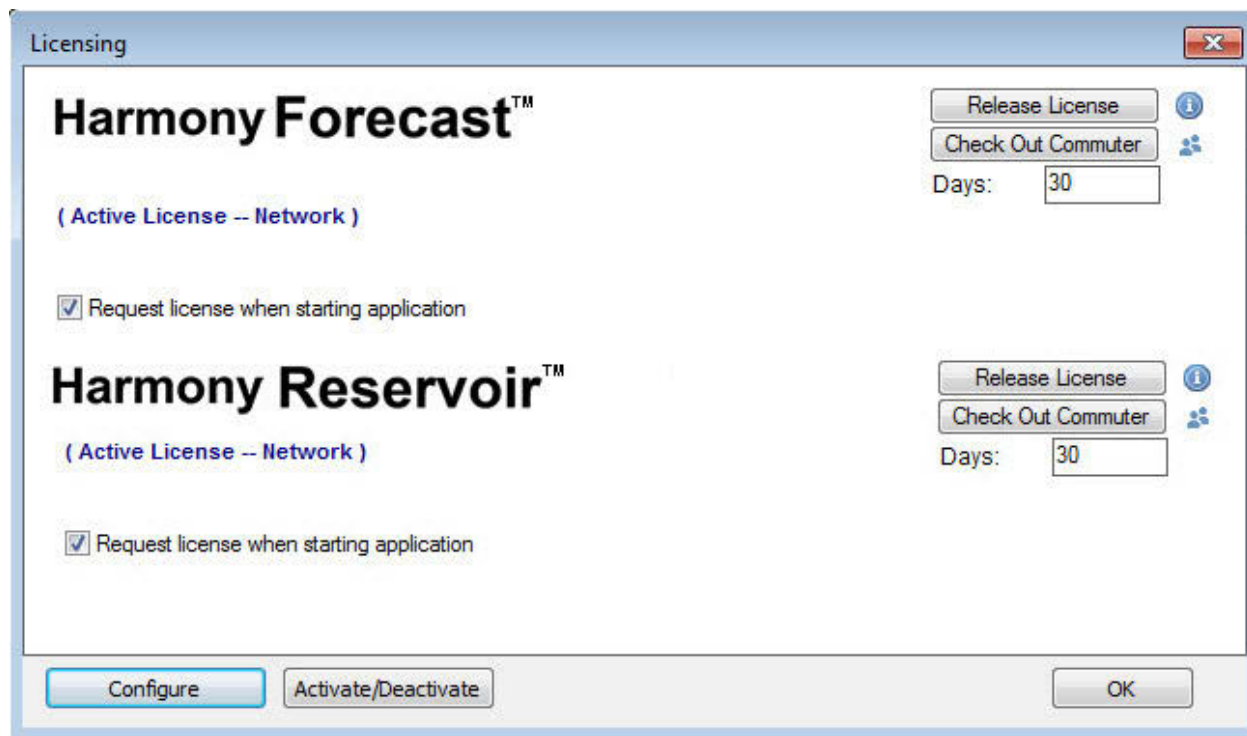 Licensing
Harmony Forecast™
Release License
Check Out Commuter
Days: 30
( Active License -- Network )
Request license when starting application
Harmony Reservoir™
Release License
Check Out Commuter
( Active License -- Network )
Days: 30
Request license when starting application
Configure Activate/Deactivate OK